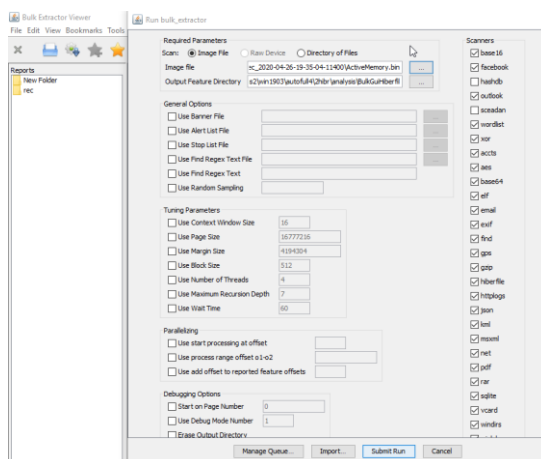 Bulk Extractor Viewer
File Edit View Bookmarks Tools
Reports
New Folder
rec
Run bulk_extractor
Required Parameters
Scan: Image File Raw Device Directory of Files
Image file sc_2020-04-26-19-35-04-11400\ActiveMemory.bin ...
Output Feature Directory s2\win1903\autofull4\2hibr\analysis\BulkGuiHiberfil ...
General Options
Use Banner File ...
Use Alert List File ...
Use Stop List File ...
Use Find Regex Text File ...
Use Find Regex Text
Use Random Sampling
Tuning Parameters
Use Context Window Size 16
Use Page Size 16777216
Use Margin Size 4194304
Use Block Size 512
Use Number of Threads 4
Use Maximum Recursion Depth 7
Use Wait Time 60
Parallelizing
Use start processing at offset
Use process range offset o1-o2
Use add offset to reported feature offsets
Debugging Options
Start on Page Number 0
Use Debug Mode Number 1
Erase Output Directory
Scanners
base16
facebook
hashdb
outlook
sceadan
wordlist
xor
accts
aes
base64
elf
email
exif
find
gps
gzip
hiberfile
httplogs
json
kml
msxml
net
pdf
rar
sqlite
vcard
windirs
Manage Queue... Import... Submit Run Cancel